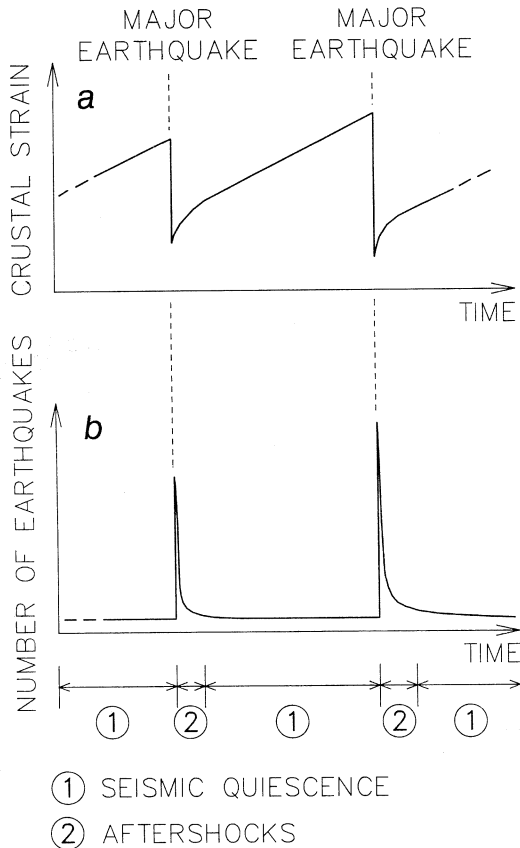 MAJOR
EARTHQUAKE
MAJOR
EARTHQUAKE
a
CRUSTAL STRAIN
TIME
b
NUMBER OF EARTHQUAKES
TIME
1
2
1
2
1
1 SEISMIC QUIESCENCE
2 AFTERSHOCKS